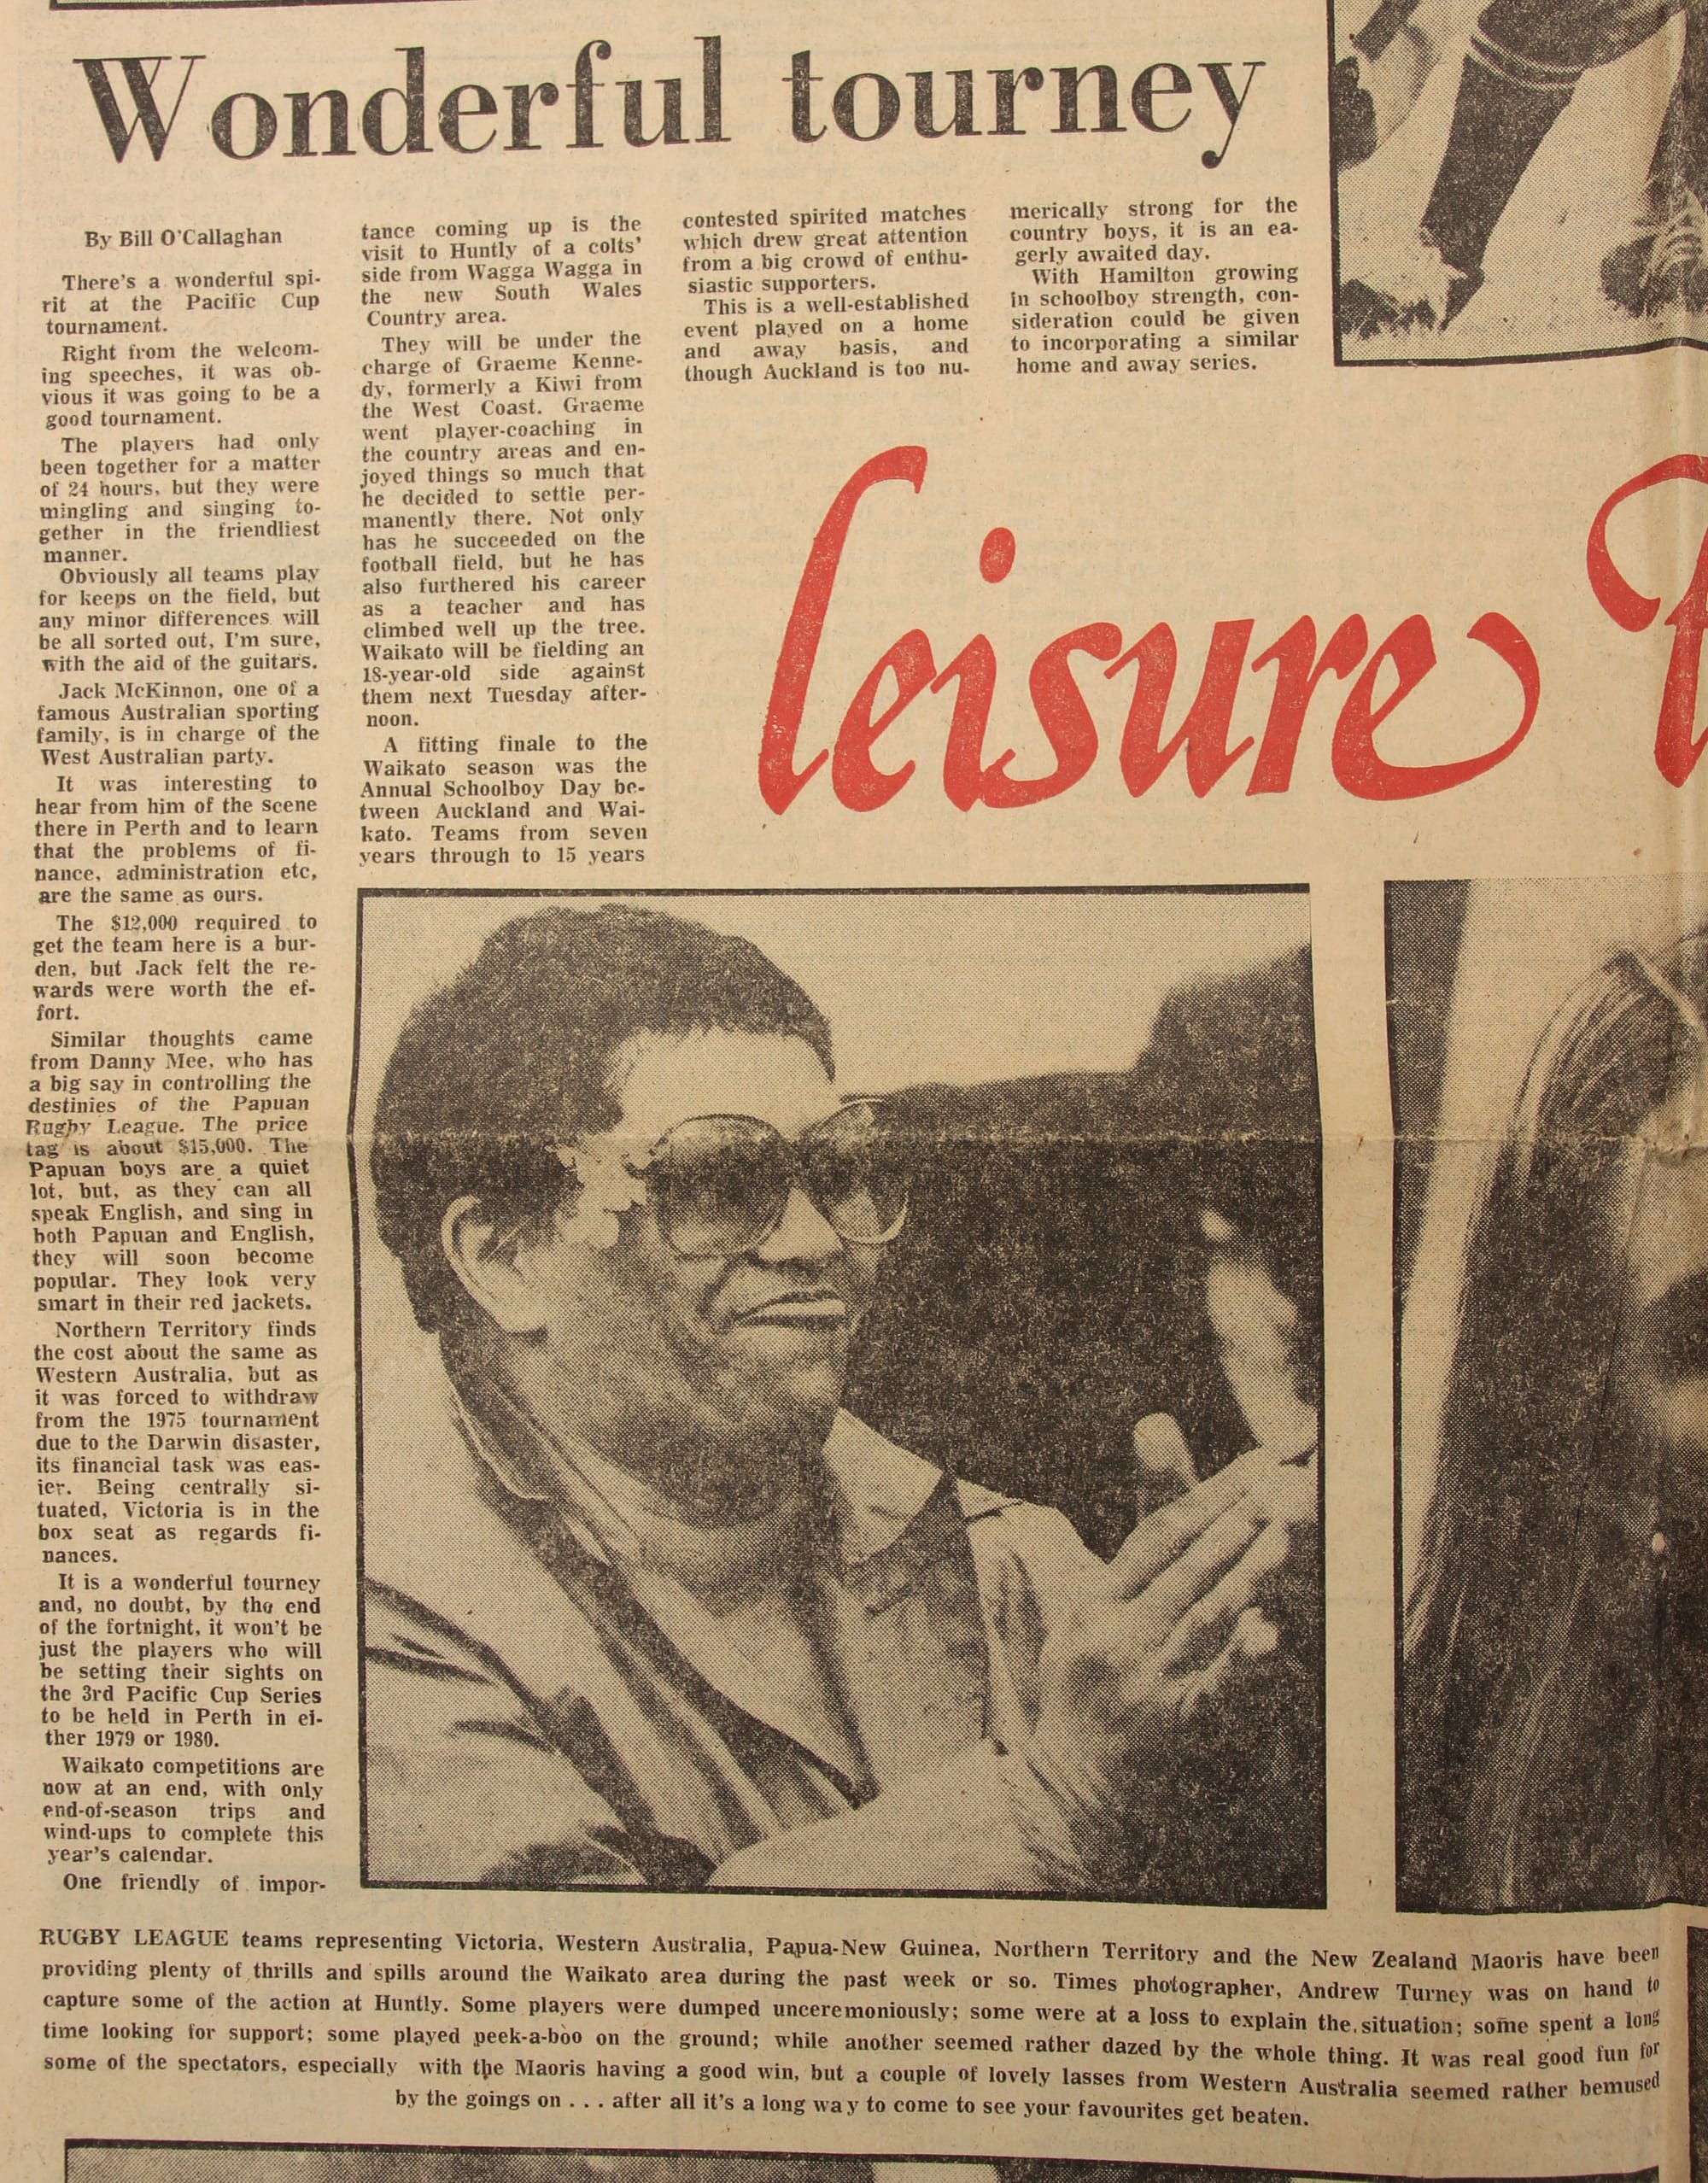 Wonderful tourney
By Bill O'Callaghan
There's a wonderful spi-
rit at the Pacific Cup
tournament.
Right from the welcom-
ing speeches, it was ob-
vious it was going to be a
good tournament.
The players had only
been together for a matter
of 24 hours, but they were
mingling and singing to-
gether in the friendliest
manner.
Obviously all teams play
for keeps on the field, but
any minor differences will
be all sorted out, I'm sure,
with the aid of the guitars.
Jack McKinnon, one of a
famous Australian sporting
family, is in charge of the
West Australian party.
It was interesting to
hear from him of the scene
there in Perth and to learn
that the problems of fi-
nance, administration etc,
are the same as ours.
The $12,000 required to
get the team here is a bur-
den, but Jack felt the re-
wards were worth the ef-
fort.
Similar thoughts came
from Danny Mee, who has
a big say in controlling the
destinies of the Papuan
Rugby League. The price
tag is about $15,000. The
Papuan boys are a quiet
lot, but, as they can all
speak English, and sing in
both Papuan and English,
they will soon become
popular. They look very
smart in their red jackets.
Northern Territory finds
the cost about the same as
Western Australia, but as
it was forced to withdraw
from the 1975 tournament
due to the Darwin disaster,
its financial task was eas-
ier. Being centrally si-
tuated, Victoria is in the
box seat as regards fi-
nances.
It is a wonderful tourney
and, no doubt, by the end
of the fortnight, it won't be
just the players who will
be setting their sights on
the 3rd Pacific Cup Series
to be held in Perth in ei-
ther 1979 or 1980.
Waikato competitions are
now at an end, with only
end-of-season trips and
wind-ups to complete this
year's calendar.
One friendly of impor-
tance coming up is the
visit to Huntly of a colts'
side from Wagga Wagga in
the new South Wales
Country area.
They will be under the
charge of Graeme Kenne-
dy, formerly a Kiwi from
the West Coast. Graeme
went player-coaching in
the country areas and en-
joyed things so much that
he decided to settle per-
manently there. Not only
has he succeeded on the
football field, but he has
also furthered his career
as a teacher and has
climbed well up the tree.
Waikato will be fielding an
18-year-old side against
them next Tuesday after-
noon.
A fitting finale to the
Waikato season was the
Annual Schoolboy Day be-
tween Auckland and Wai-
kato. Teams from seven
years through to 15 years
contested spirited matches
which drew great attention
from a big crowd of enthu-
siastic supporters.
This is a well-established
event played on a home
and away basis, and
though Auckland is too nu-
merically strong for the
country boys, it is an ea-
gerly awaited day.
With Hamilton growing
in schoolboy strength, con-
sideration could be given
to incorporating a similar
home and away series.
leisure
RUGBY LEAGUE teams representing Victoria, Western Australia, Papua-New Guinea, Northern Territory and the New Zealand Maoris have been
providing plenty of thrills and spills around the Waikato area during the past week or so. Times photographer, Andrew Turney was on hand to
capture some of the action at Huntly. Some players were dumped unceremoniously; some were at a loss to explain the situation; some spent a long
time looking for support; some played peek-a-boo on the ground; while another seemed rather dazed by the whole thing. It was real good fun for
some of the spectators, especially with the Maoris having a good win, but a couple of lovely lasses from Western Australia seemed rather bemused
by the goings on . . . after all it's a long way to come to see your favourites get beaten.